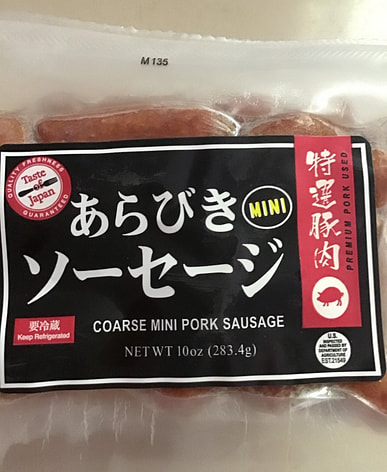 M 135
QUALITY FRESHNESS
Taste of Japan
GUARANTEED
あらびき
MINI
ソーセージ
特選豚肉
PREMIUM PORK USED
要冷蔵
Keep Refrigerated
COARSE MINI PORK SAUSAGE
NET WT 10oz (283.4g)
U.S.
INSPECTED
AND PASSED BY
DEPARTMENT OF
AGRICULTURE
EST.21549